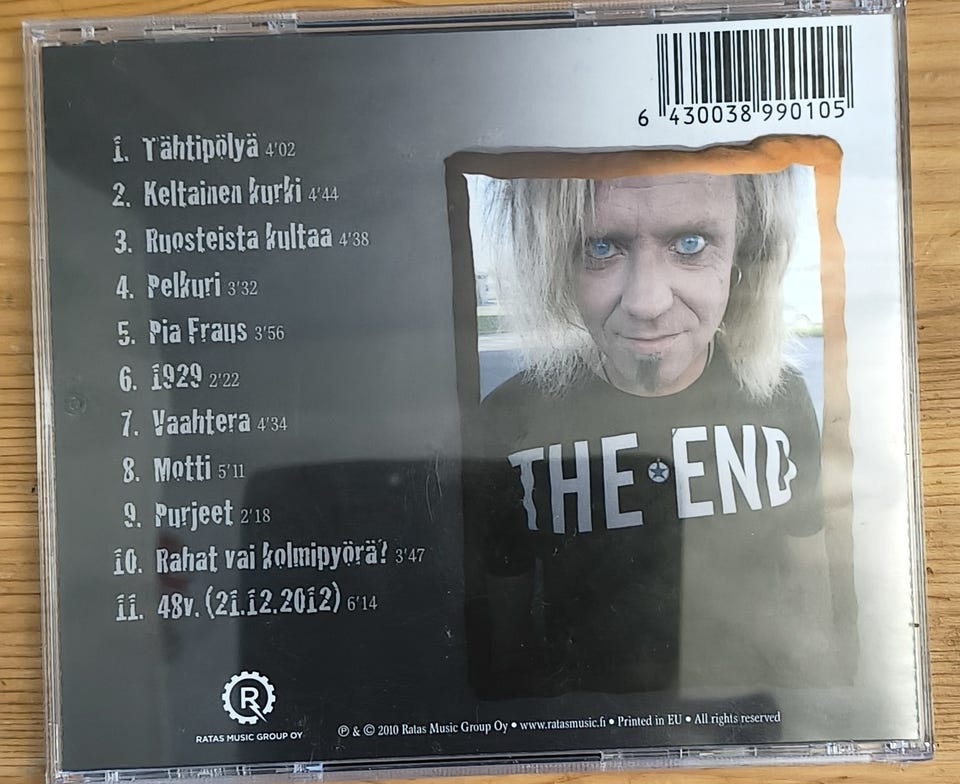 6 430038 990105
1. Tähtipölyä 4'02
2. Keltainen kurki 4'44
3. Ruosteista kultaa 4'38
4. Pelkuri 3'32
5. Pia Fraus 3'56
6. 1929 2'22
7. Vaahtera 4'34
8. Motti 5'11
9. Purjeet 2'18
10. Rahat vai kolmipyörä? 3'47
11. 48v. (21.12.2012) 6'14
THE END
R
RATAS MUSIC GROUP OY
℗ & © 2010 Ratas Music Group Oy • www.ratasmusic.fi • Printed in EU • All rights reserved